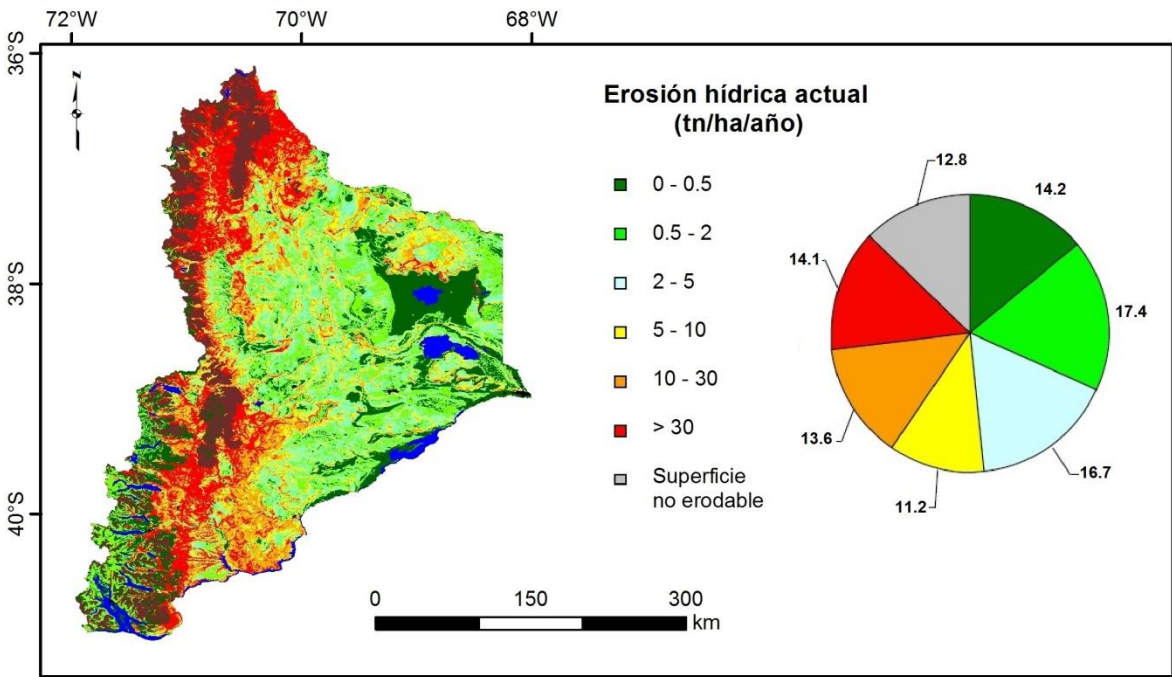 72°W
70°W
68°W
36°S
38°S
40°S
z
Erosión hídrica actual
(tn/ha/año)
0 - 0.5
0.5 - 2
2 - 5
5 - 10
10 - 30
> 30
Superficie
no erodable
12.8
14.2
14.1
17.4
13.6
11.2
16.7
0
150
300
km